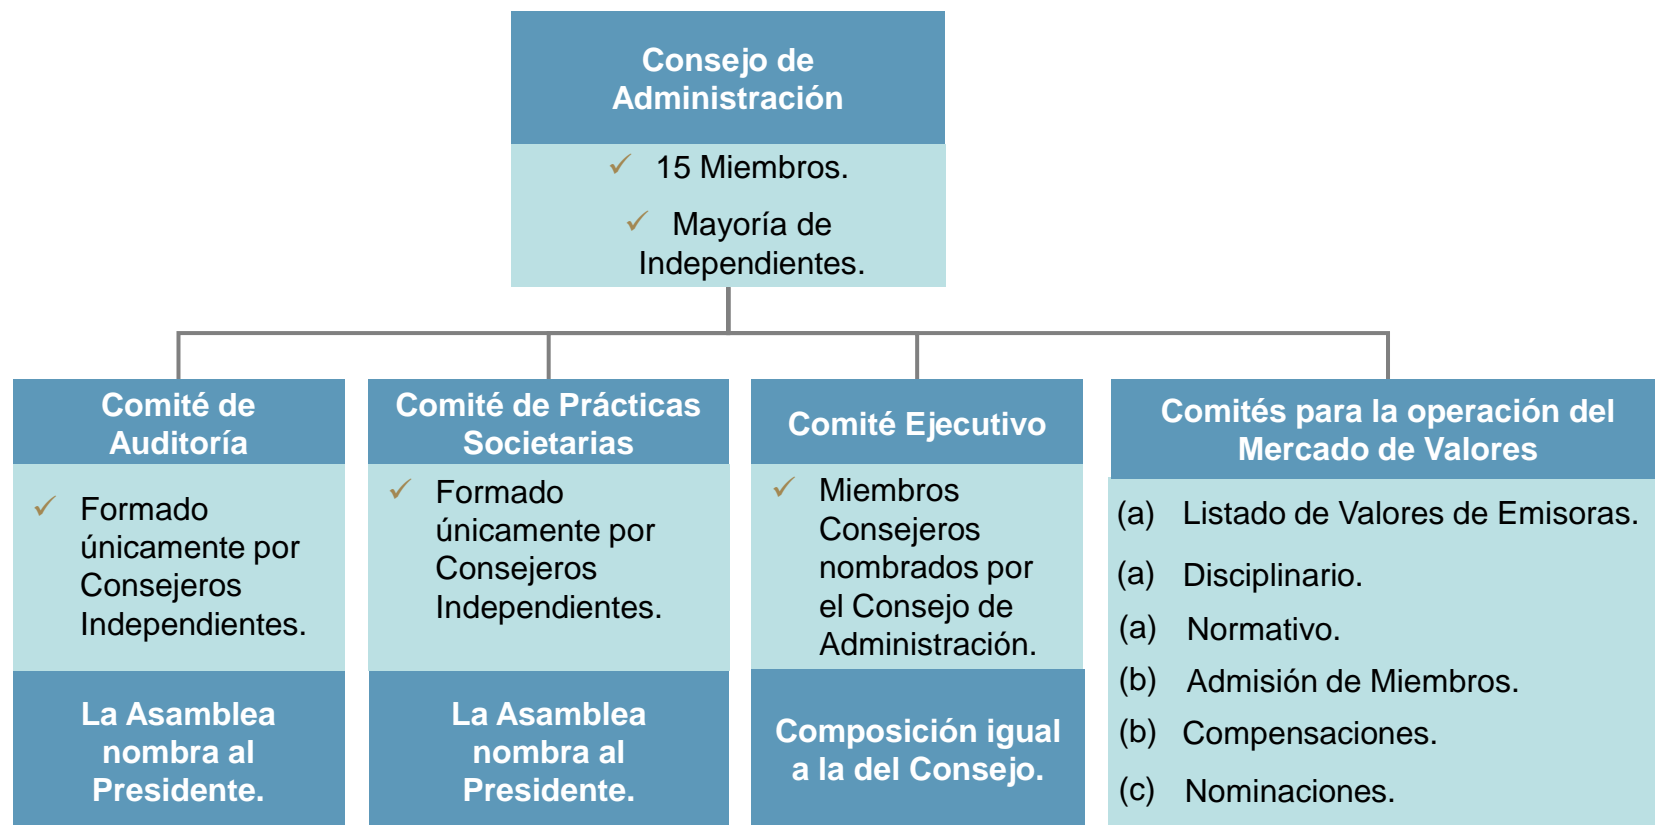 Consejo de
Administración
✓ 15 Miembros.
✓ Mayoría de
Independientes.
Comité de
Auditoría
✓ Formado
únicamente por
Consejeros
Independientes.
La Asamblea
nombra al
Presidente.
Comité de Prácticas
Societarias
✓ Formado
únicamente por
Consejeros
Independientes.
La Asamblea
nombra al
Presidente.
Comité Ejecutivo
✓ Miembros
Consejeros
nombrados por
el Consejo de
Administración.
Composición igual
a la del Consejo.
Comités para la operación del
Mercado de Valores
(a) Listado de Valores de Emisoras.
(a) Disciplinario.
(a) Normativo.
(b) Admisión de Miembros.
(b) Compensaciones.
(c) Nominaciones.